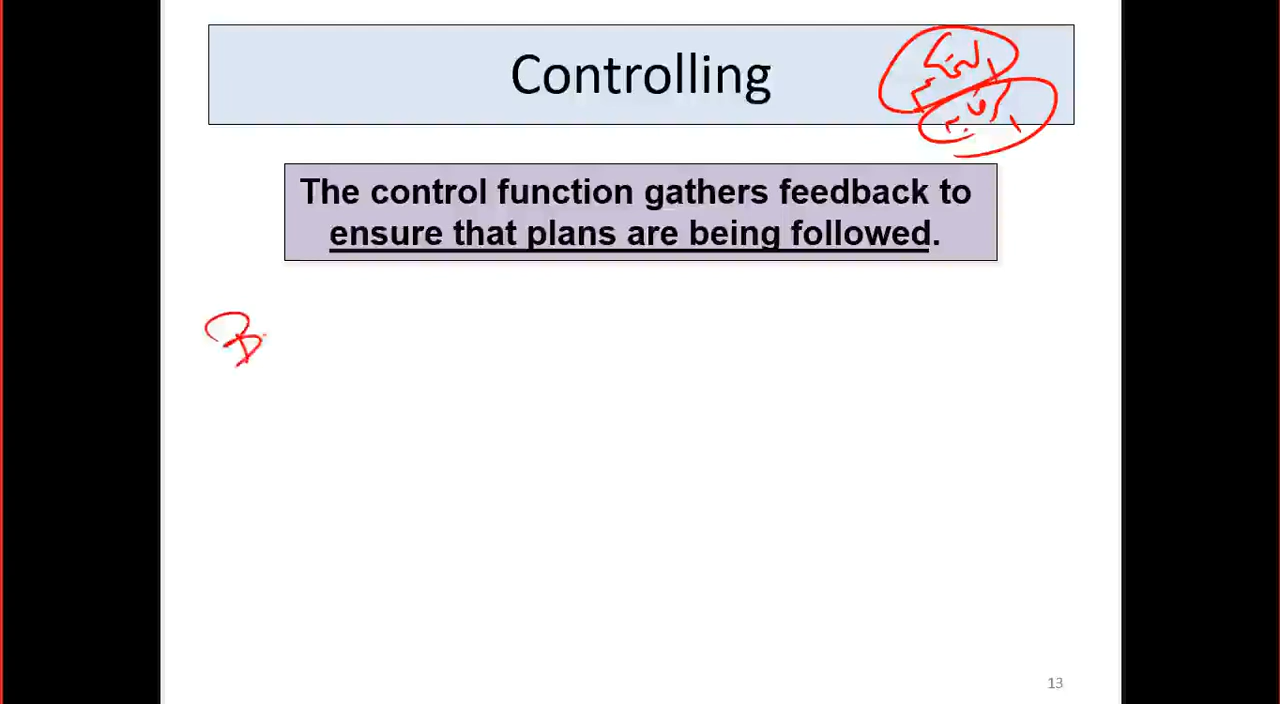 Controlling
The control function gathers feedback to
ensure that plans are being followed.
13